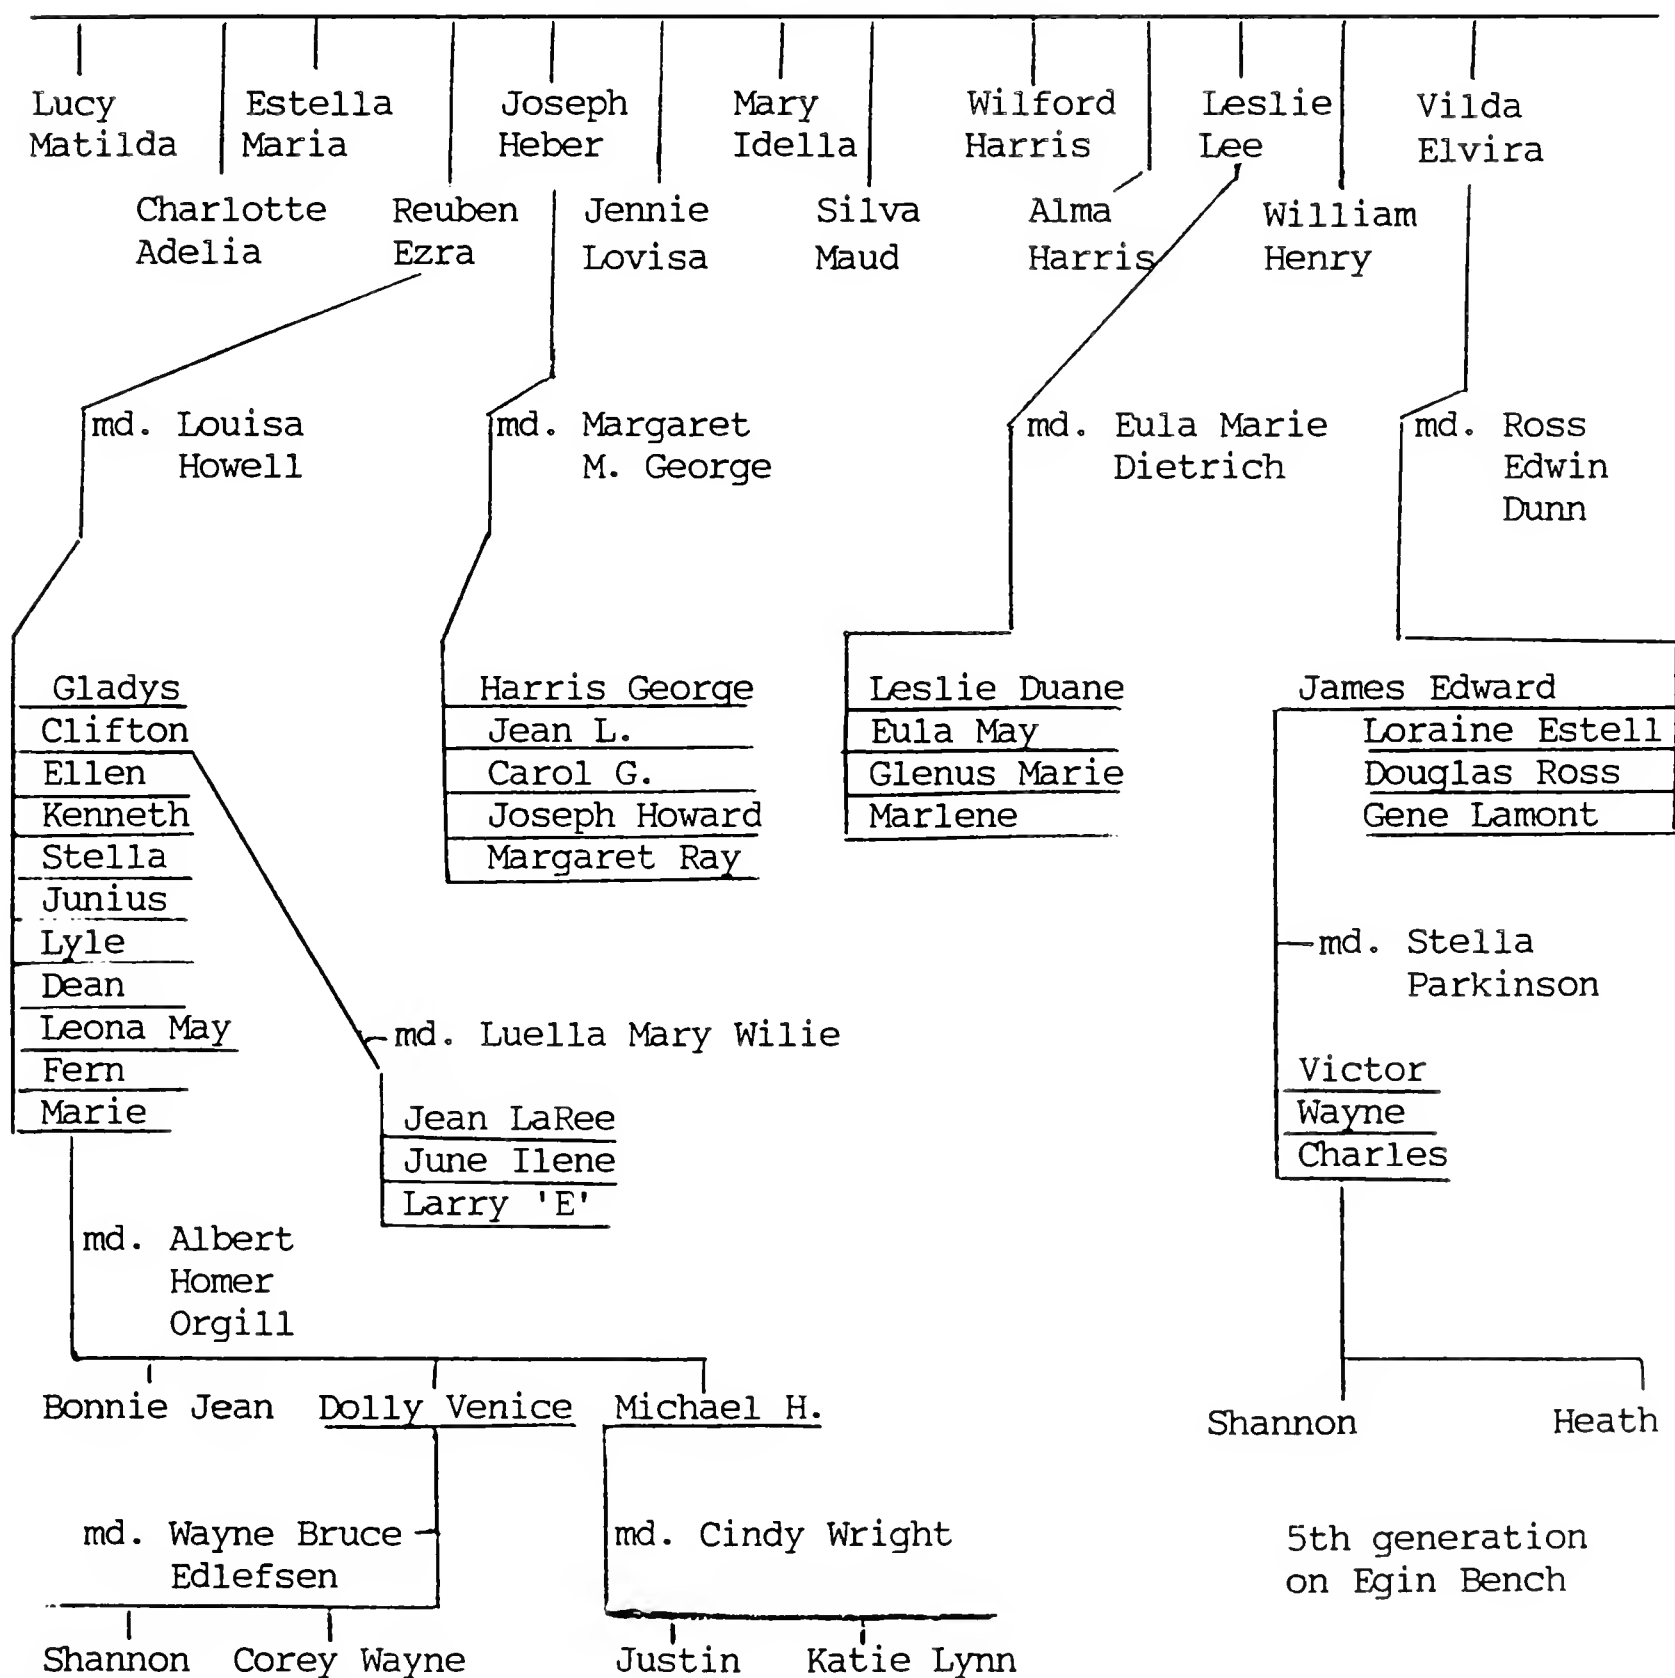 Lucy
Matilda
Estella
Maria
Joseph
Heber
Mary
Idella
Wilford
Harris
Leslie
Lee
Vilda
Elvira
Charlotte
Adelia
Reuben
Ezra
Jennie
Lovisa
Silva
Maud
Alma
Harris
William
Henry
md. Louisa
Howell
md. Margaret
M. George
md. Eula Marie
Dietrich
md. Ross
Edwin
Dunn
Gladys
Clifton
Ellen
Kenneth
Stella
Junius
Lyle
Dean
Leona May
Fern
Marie
Harris George
Jean L.
Carol G.
Joseph Howard
Margaret Ray
Leslie Duane
Eula May
Glenus Marie
Marlene
James Edward
Loraine Estell
Douglas Ross
Gene Lamont
md. Stella
Parkinson
md. Luella Mary Wilie
Jean LaRee
June Ilene
Larry 'E'
Victor
Wayne
Charles
md. Albert
Homer
Orgill
Bonnie Jean
Dolly Venice
Michael H.
Shannon
Heath
md. Wayne Bruce
Edlefsen
md. Cindy Wright
5th generation
on Egin Bench
Shannon
Corey Wayne
Justin
Katie Lynn